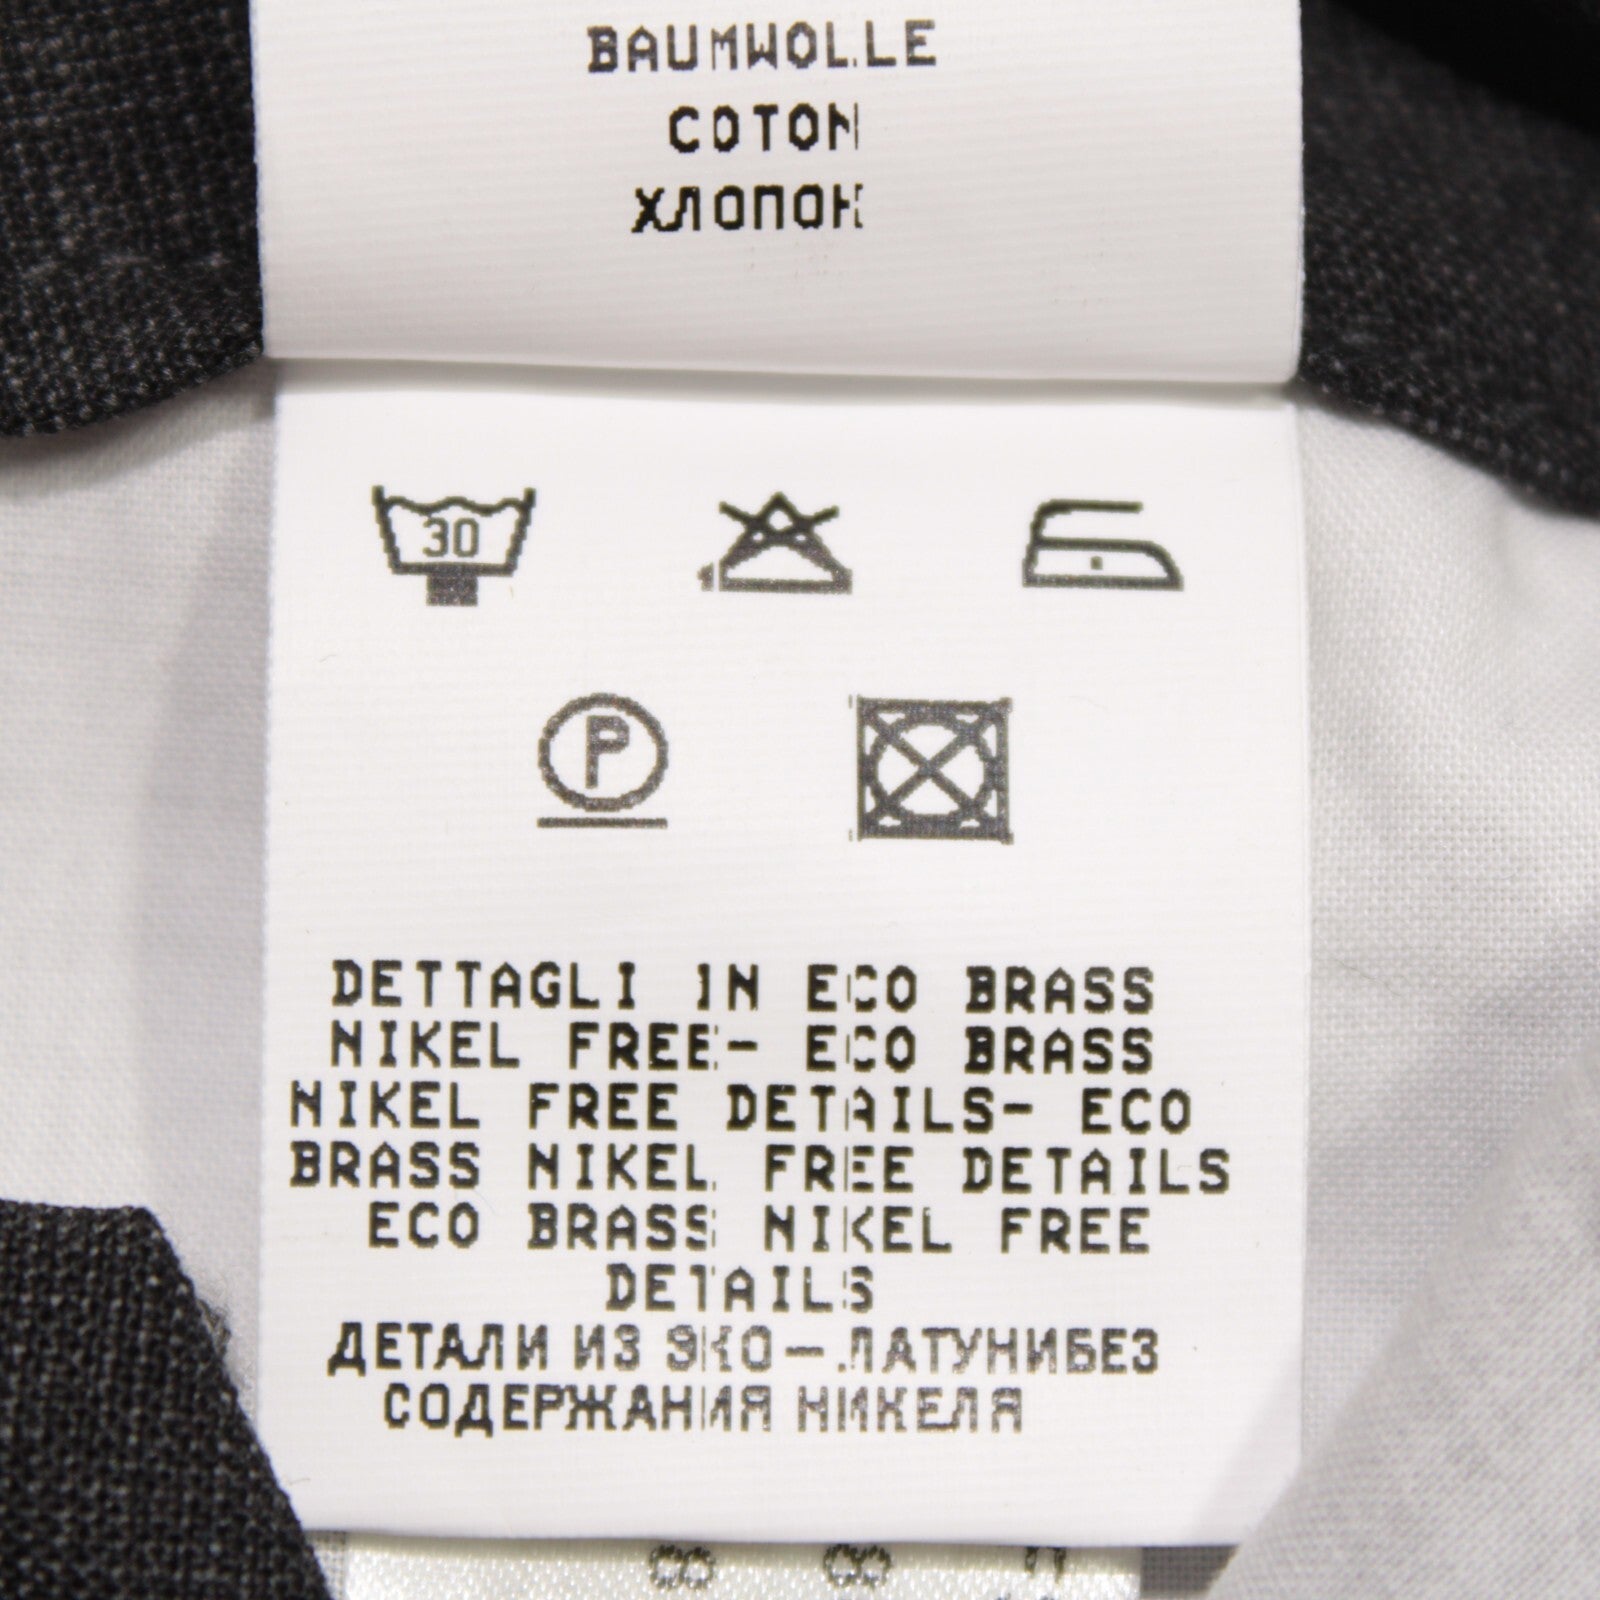 BAUMWOLLE
COTON
ХЛОПОК
30
P
DETTAGLI IN ECO BRASS
NIKEL FREE- ECO BRASS
NIKEL FREE DETAILS- ECO
BRASS NIKEL FREE DETAILS
ECO BRASS NIKEL FREE
DETAILS
ДЕТАЛИ ИЗ ЭКО-ЛАТУНИБЕЗ
СОДЕРЖАНИЯ НИКЕЛЯ